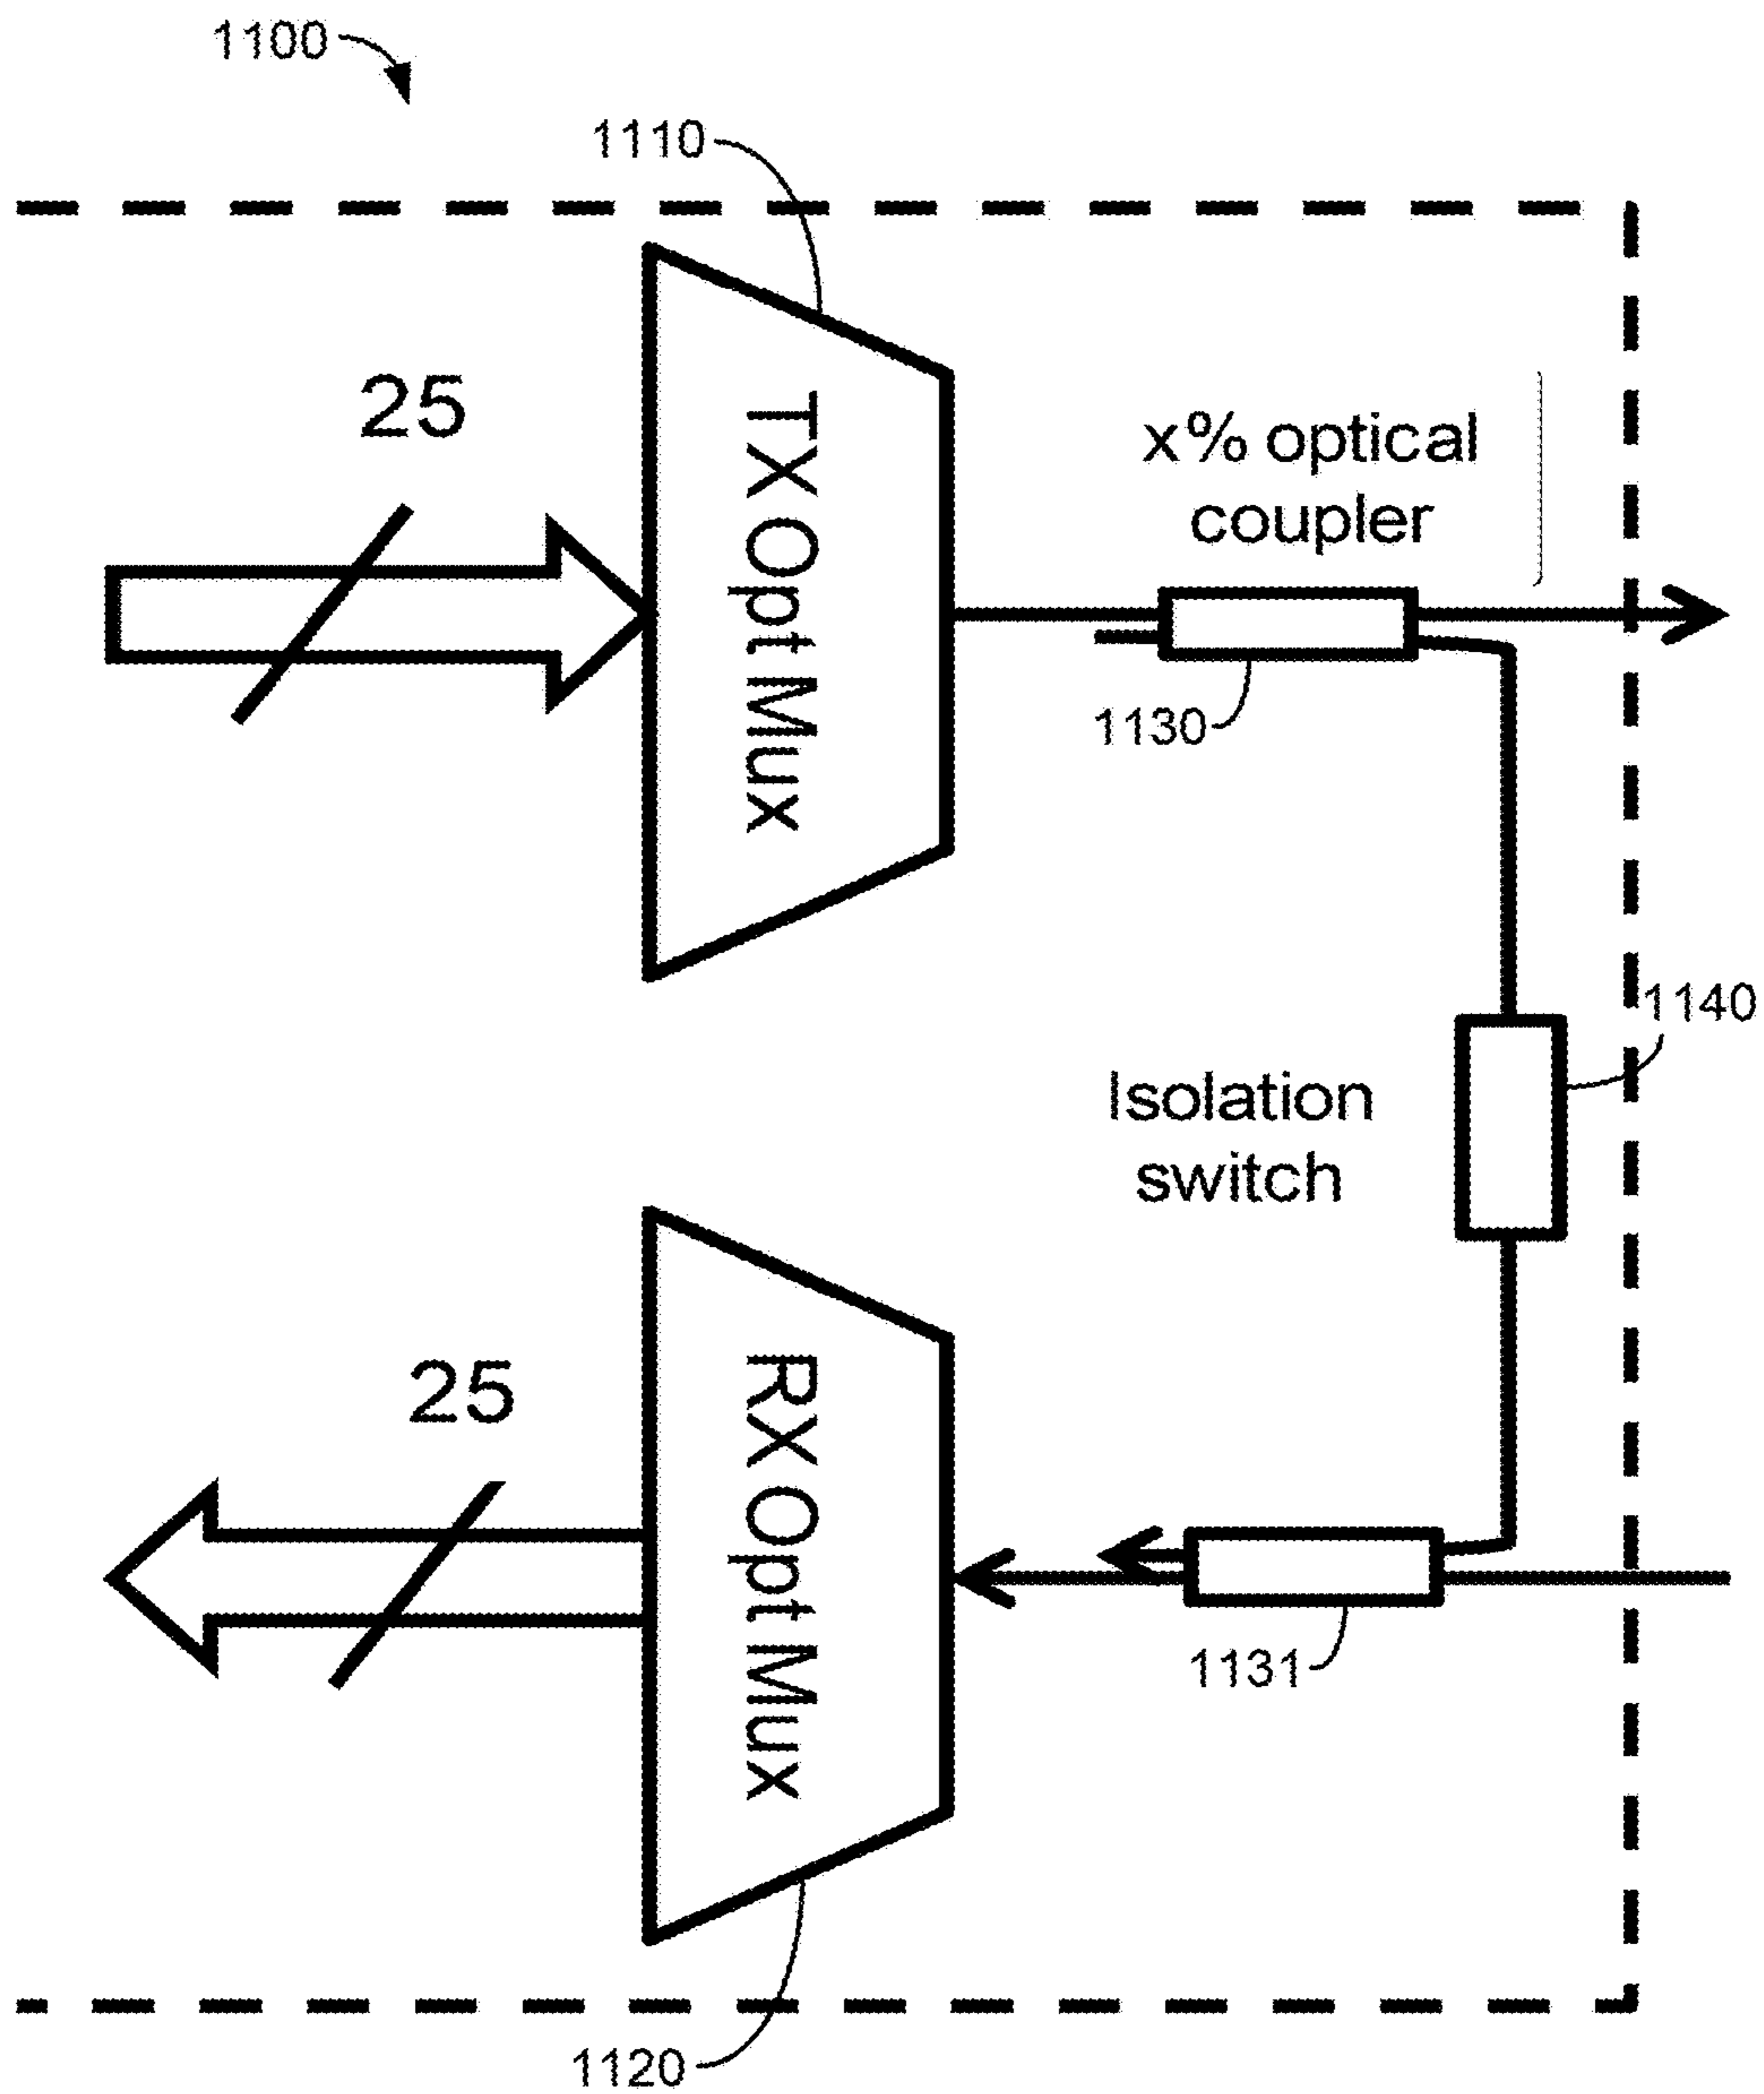 1100
1110
25
TX Opt Mux
x% optical
coupler
1130
1140
Isolation
switch
25
RX Opt Mux
1131
1120